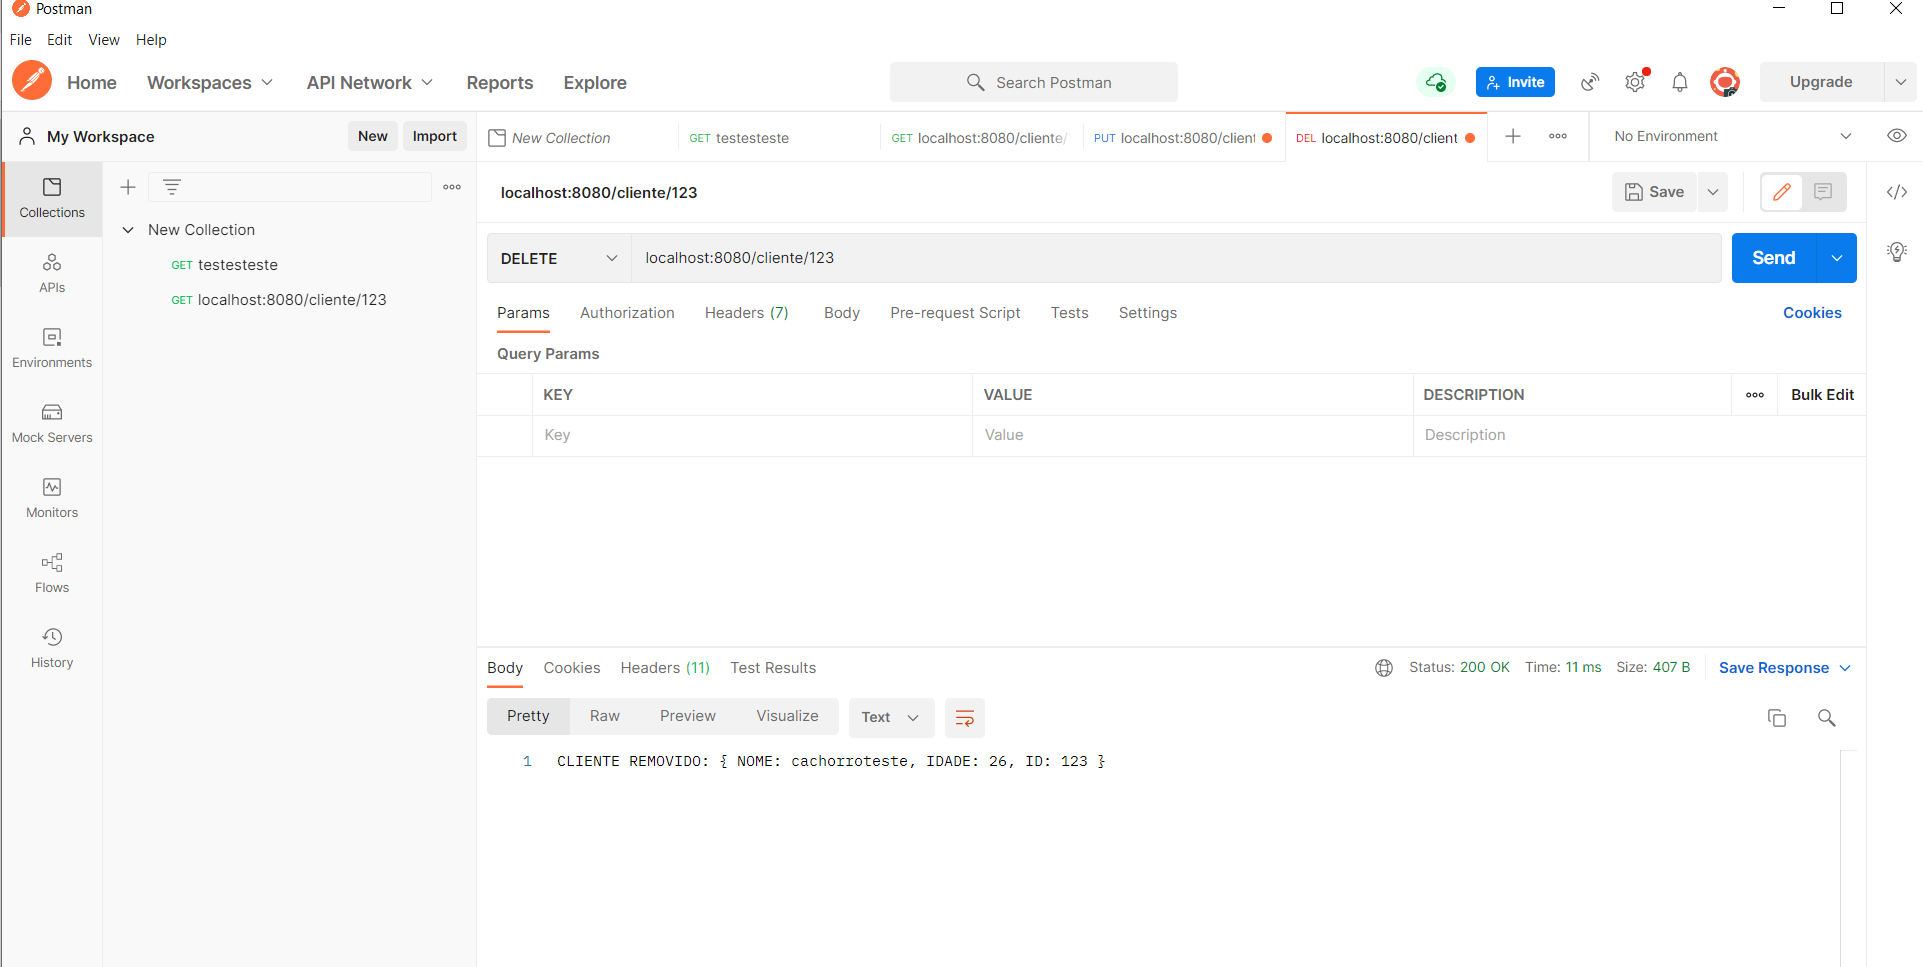 Postman
File Edit View Help
Home Workspaces API Network Reports Explore Search Postman Invite Upgrade
My Workspace New Import
New Collection GET testesteste GET localhost:8080/cliente/ PUT localhost:8080/client DEL localhost:8080/client No Environment
Collections
APIs
Environments
Mock Servers
Monitors
Flows
History
New Collection
GET testesteste
GET localhost:8080/cliente/123
localhost:8080/cliente/123 Save
DELETE localhost:8080/cliente/123 Send
Params Authorization Headers (7) Body Pre-request Script Tests Settings Cookies
Query Params
KEY VALUE DESCRIPTION Bulk Edit
Key Value Description
Body Cookies Headers (11) Test Results Status: 200 OK Time: 11 ms Size: 407 B Save Response
Pretty Raw Preview Visualize Text
1 CLIENTE REMOVIDO: { NOME: cachorroteste, IDADE: 26, ID: 123 }